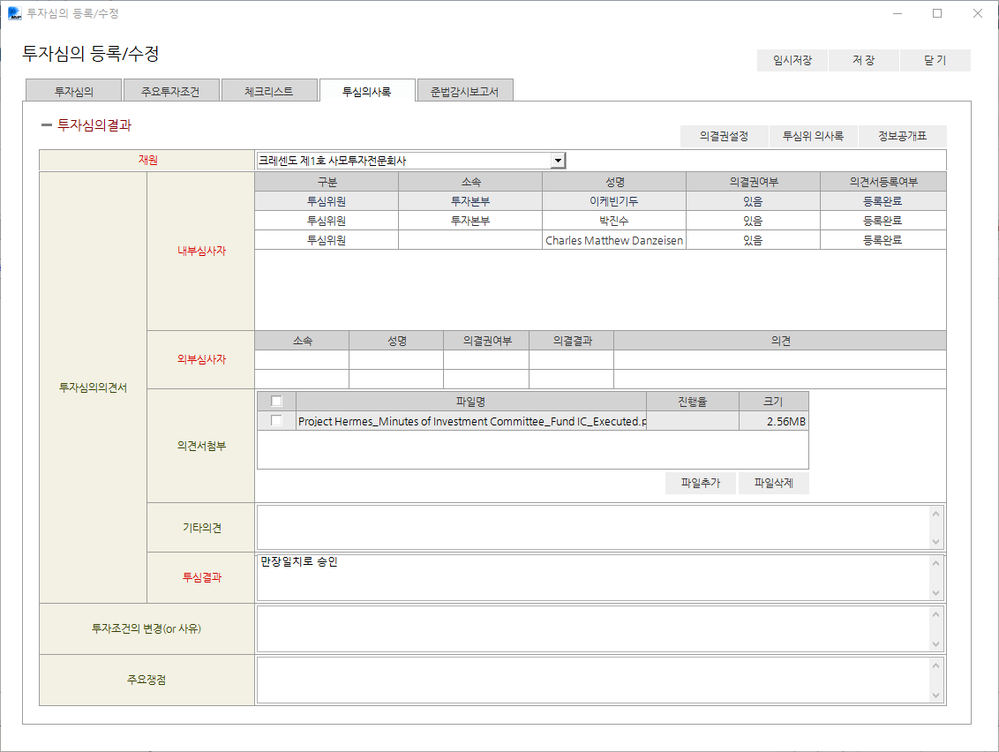 투자심의 등록/수정
투자심의 등록/수정
임시저장 저 장 닫 기
투자심의 주요투자조건 체크리스트 투심의사록 준법감시보고서
투자심의결과
의결권설정 투심위 의사록 정보공개표
재원 크레센도 제1호 사모투자전문회사
구분 소속 성명 의결권여부 의견서등록여부
투심위원 투자본부 이케빈기두 있음 등록완료
투심위원 투자본부 박진수 있음 등록완료
투심위원 Charles Matthew Danzeisen 있음 등록완료
내부심사자
소속 성명 의결권여부 의결결과 의견
외부심사자
투자심의의견서
파일명 진행율 크기
Project Hermes_Minutes of Investment Committee_Fund IC_Executed.p 2.56MB
의견서첨부
파일추가 파일삭제
기타의견
만장일치로 승인
투심결과
투자조건의 변경(or 사유)
주요쟁점